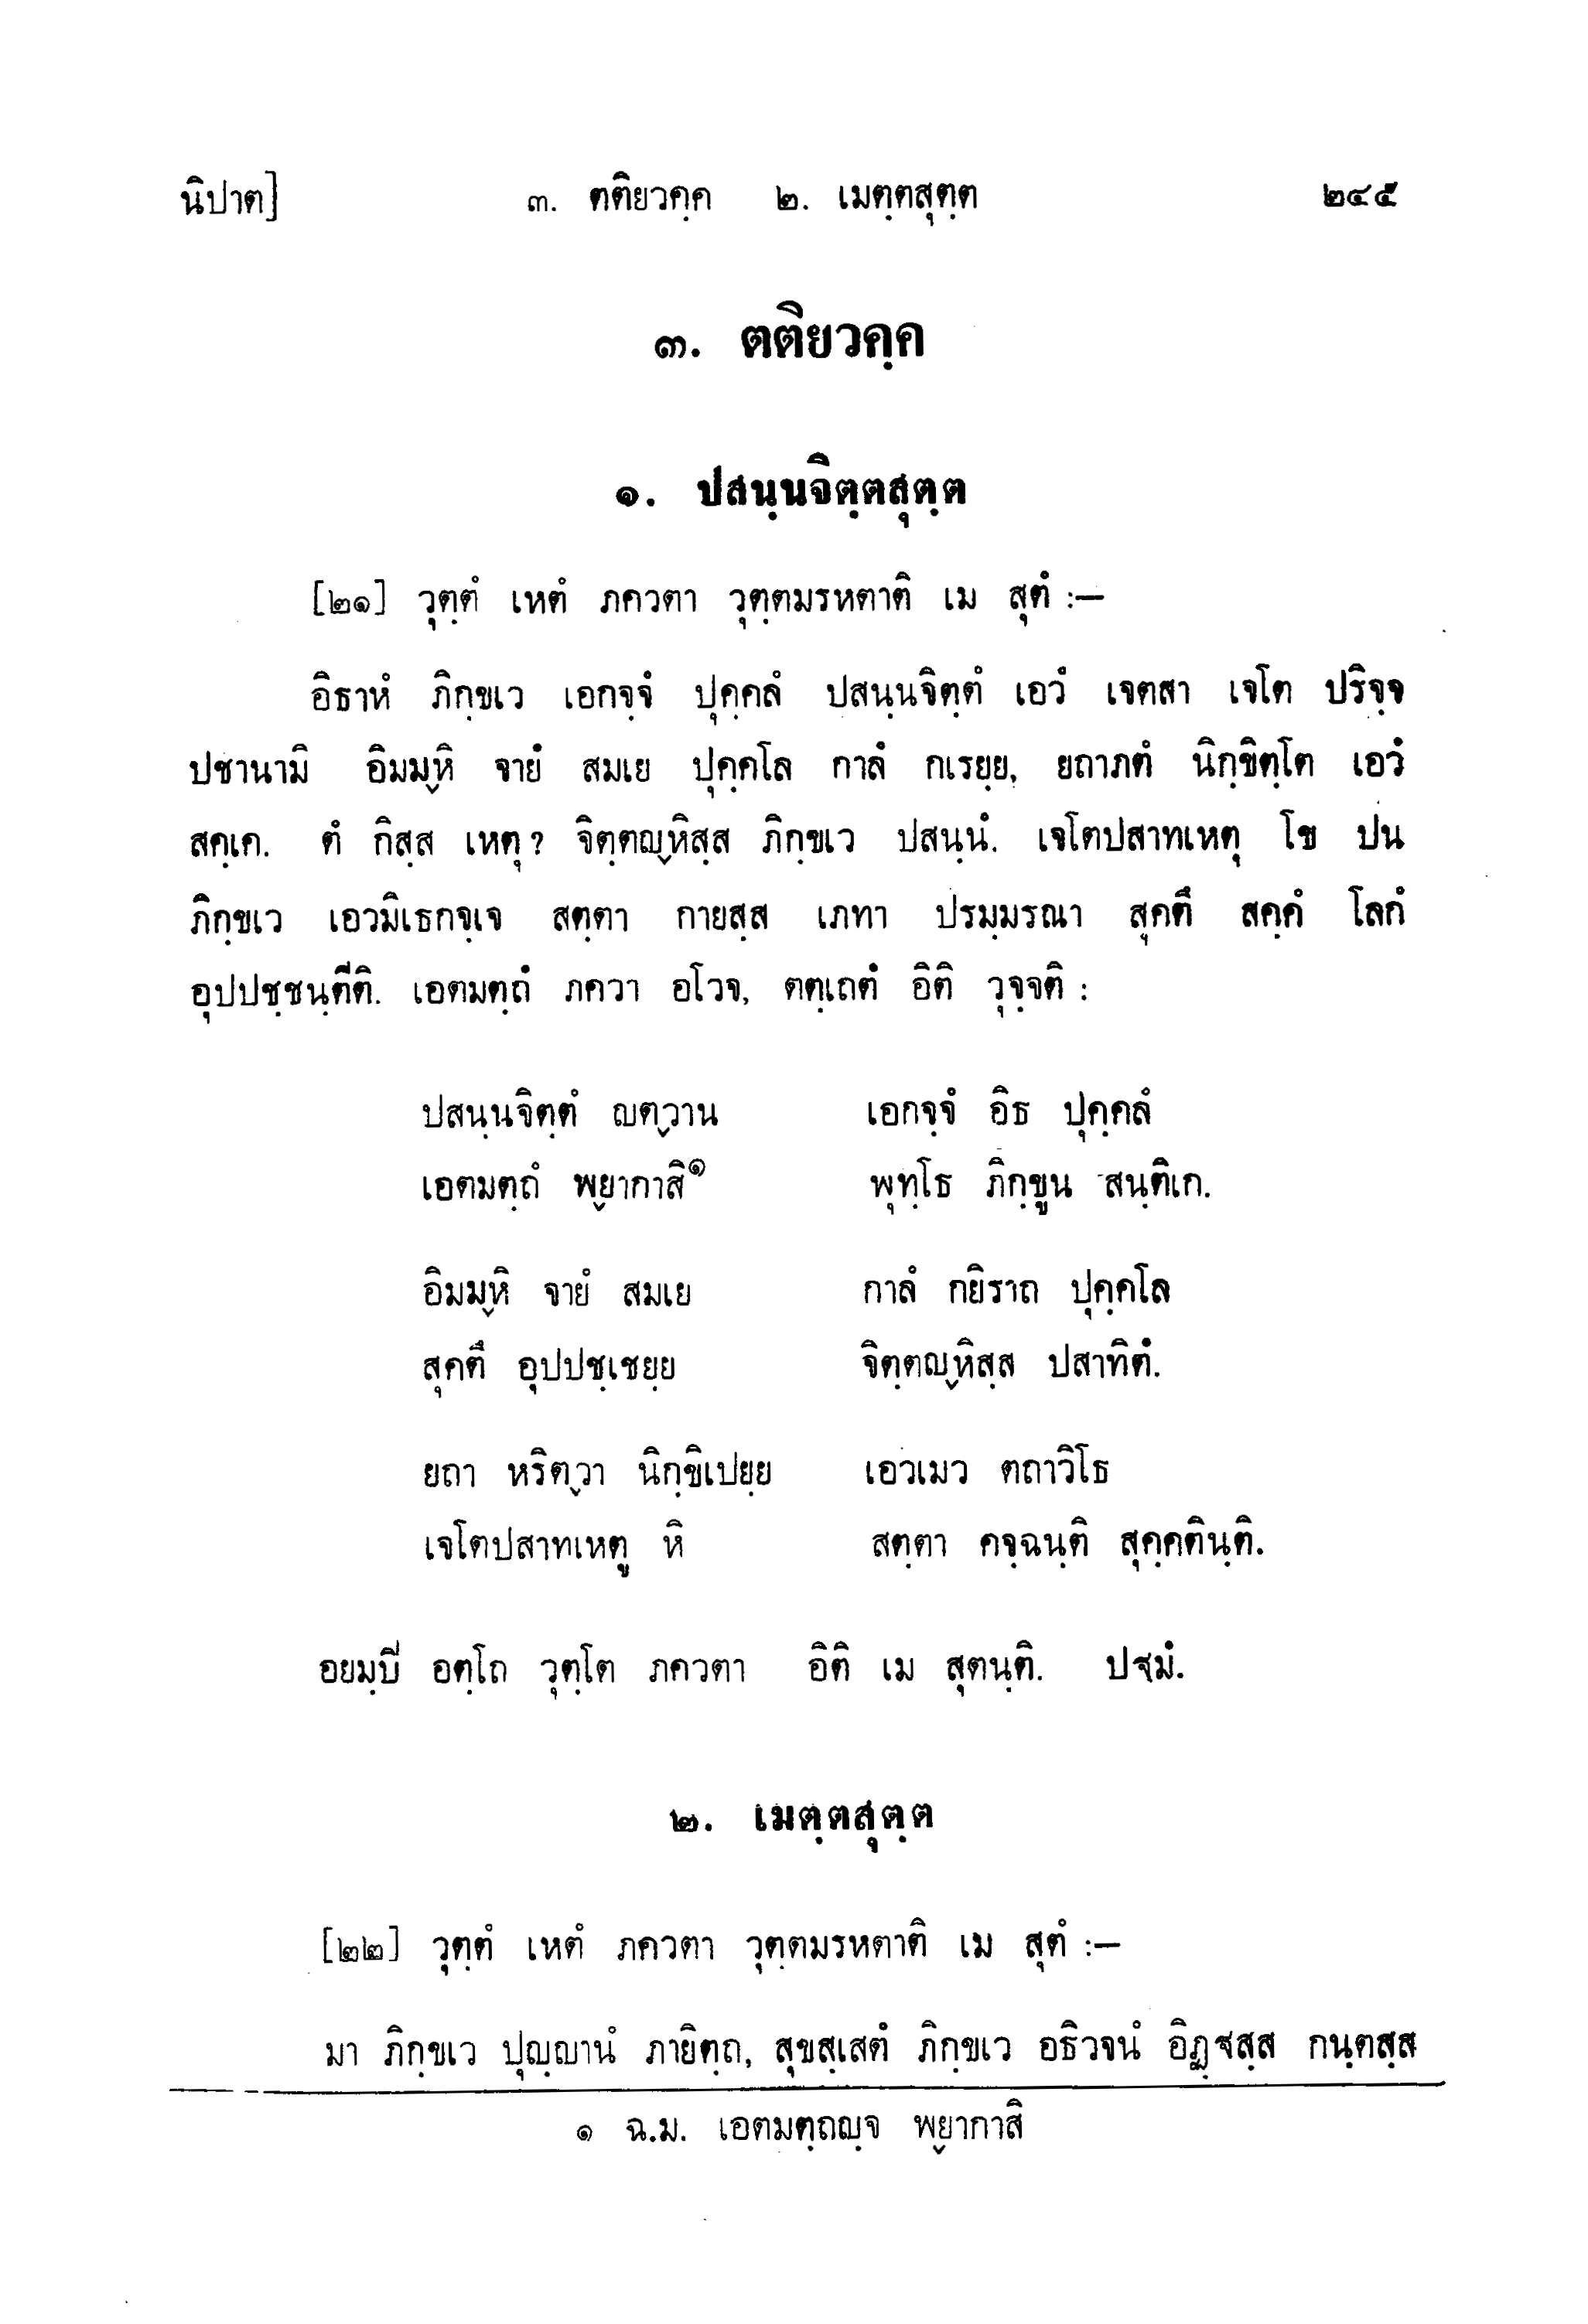 นิปาต] ๓. ตติยวคฺค ๒. เมตฺตสุตฺต ๒๔๕
๓. ตติยวคฺค
๑. ปสนฺนจิตฺตสุตฺต
[๒๑] วุตฺตํ เหตํ ภควตา วุตฺตมรหตาติ เม สุตํ :—
อิธาหํ ภิกฺขเว เอกจฺจํ ปุคฺคลํ ปสนฺนจิตฺตํ เอวํ เจตสา เจโต ปริจฺจ
ปชานามิ อิมมฺหิ จายํ สมเย ปุคฺคโล กาลํ กเรยฺย, ยถาภตํ นิกฺขิตฺโต เอวํ
สคฺเค. ตํ กิสฺส เหตุ? จิตฺตญฺหิสฺส ภิกฺขเว ปสนฺนํ. เจโตปสาทเหตุ โข ปน
ภิกฺขเว เอวมิเธกจฺเจ สตฺตา กายสฺส เภทา ปรมฺมรณา สุคตึ สคฺคํ โลกํ
อุปปชฺชนฺตีติ. เอตมตฺถํ ภควา อโวจ, ตตฺเถตํ อิติ วุจฺจติ :
ปสนฺนจิตฺตํ ญตฺวาน เอกจฺจํ อิธ ปุคฺคลํ
เอตมตฺถํ พฺยากาสิ๑ พุทฺโธ ภิกฺขูน สนฺติเก.
อิมมฺหิ จายํ สมเย กาลํ กยิราถ ปุคฺคโล
สุคตึ อุปปชฺเชยฺย จิตฺตญฺหิสฺส ปสาทิตํ.
ยถา หริตฺวา นิกฺขิเปยฺย เอวเมว ตถาวิโธ
เจโตปสาทเหตู หิ สตฺตา คจฺฉนฺติ สุคฺคตินฺติ.
อยมฺปิ อตฺโถ วุตฺโต ภควตา อิติ เม สุตนฺติ. ปฐมํ.
๒. เมตฺตสุตฺต
[๒๒] วุตฺตํ เหตํ ภควตา วุตฺตมรหตาติ เม สุตํ :—
มา ภิกฺขเว ปุญฺญานํ ภายิตฺถ, สุขสฺเสตํ ภิกฺขเว อธิวจนํ อิฏฺฐสฺส กนฺตสฺส
๑ ฉ.ม. เอตมตฺถญฺจ พฺยากาสิ